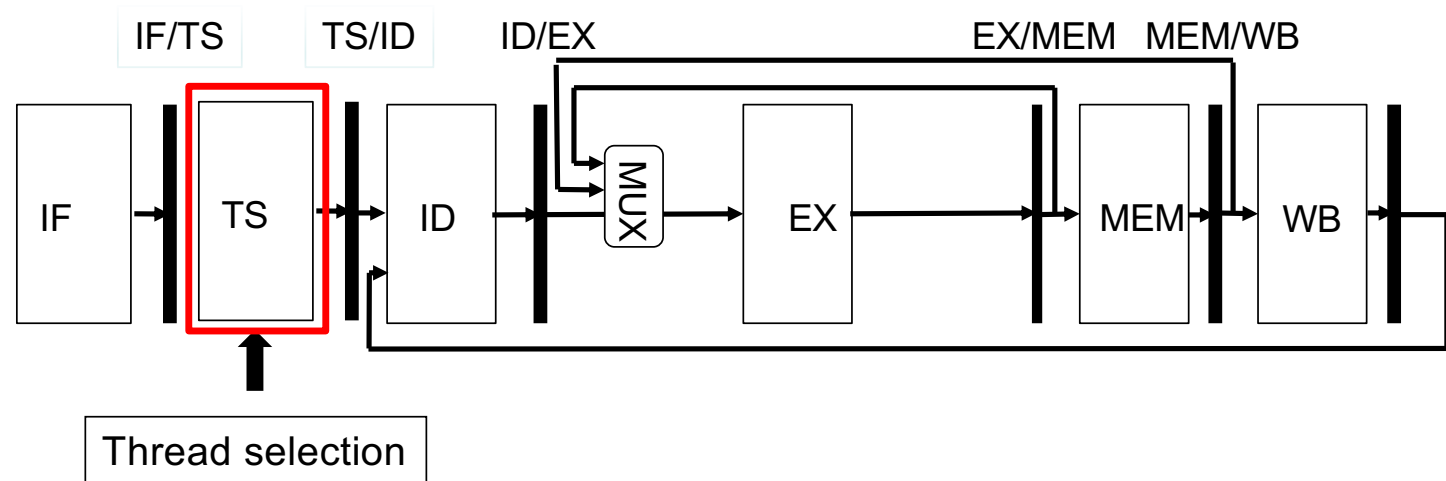 IF/TS TS/ID ID/EX EX/MEM MEM/WB
IF TS ID MUX EX MEM WB
Thread selection